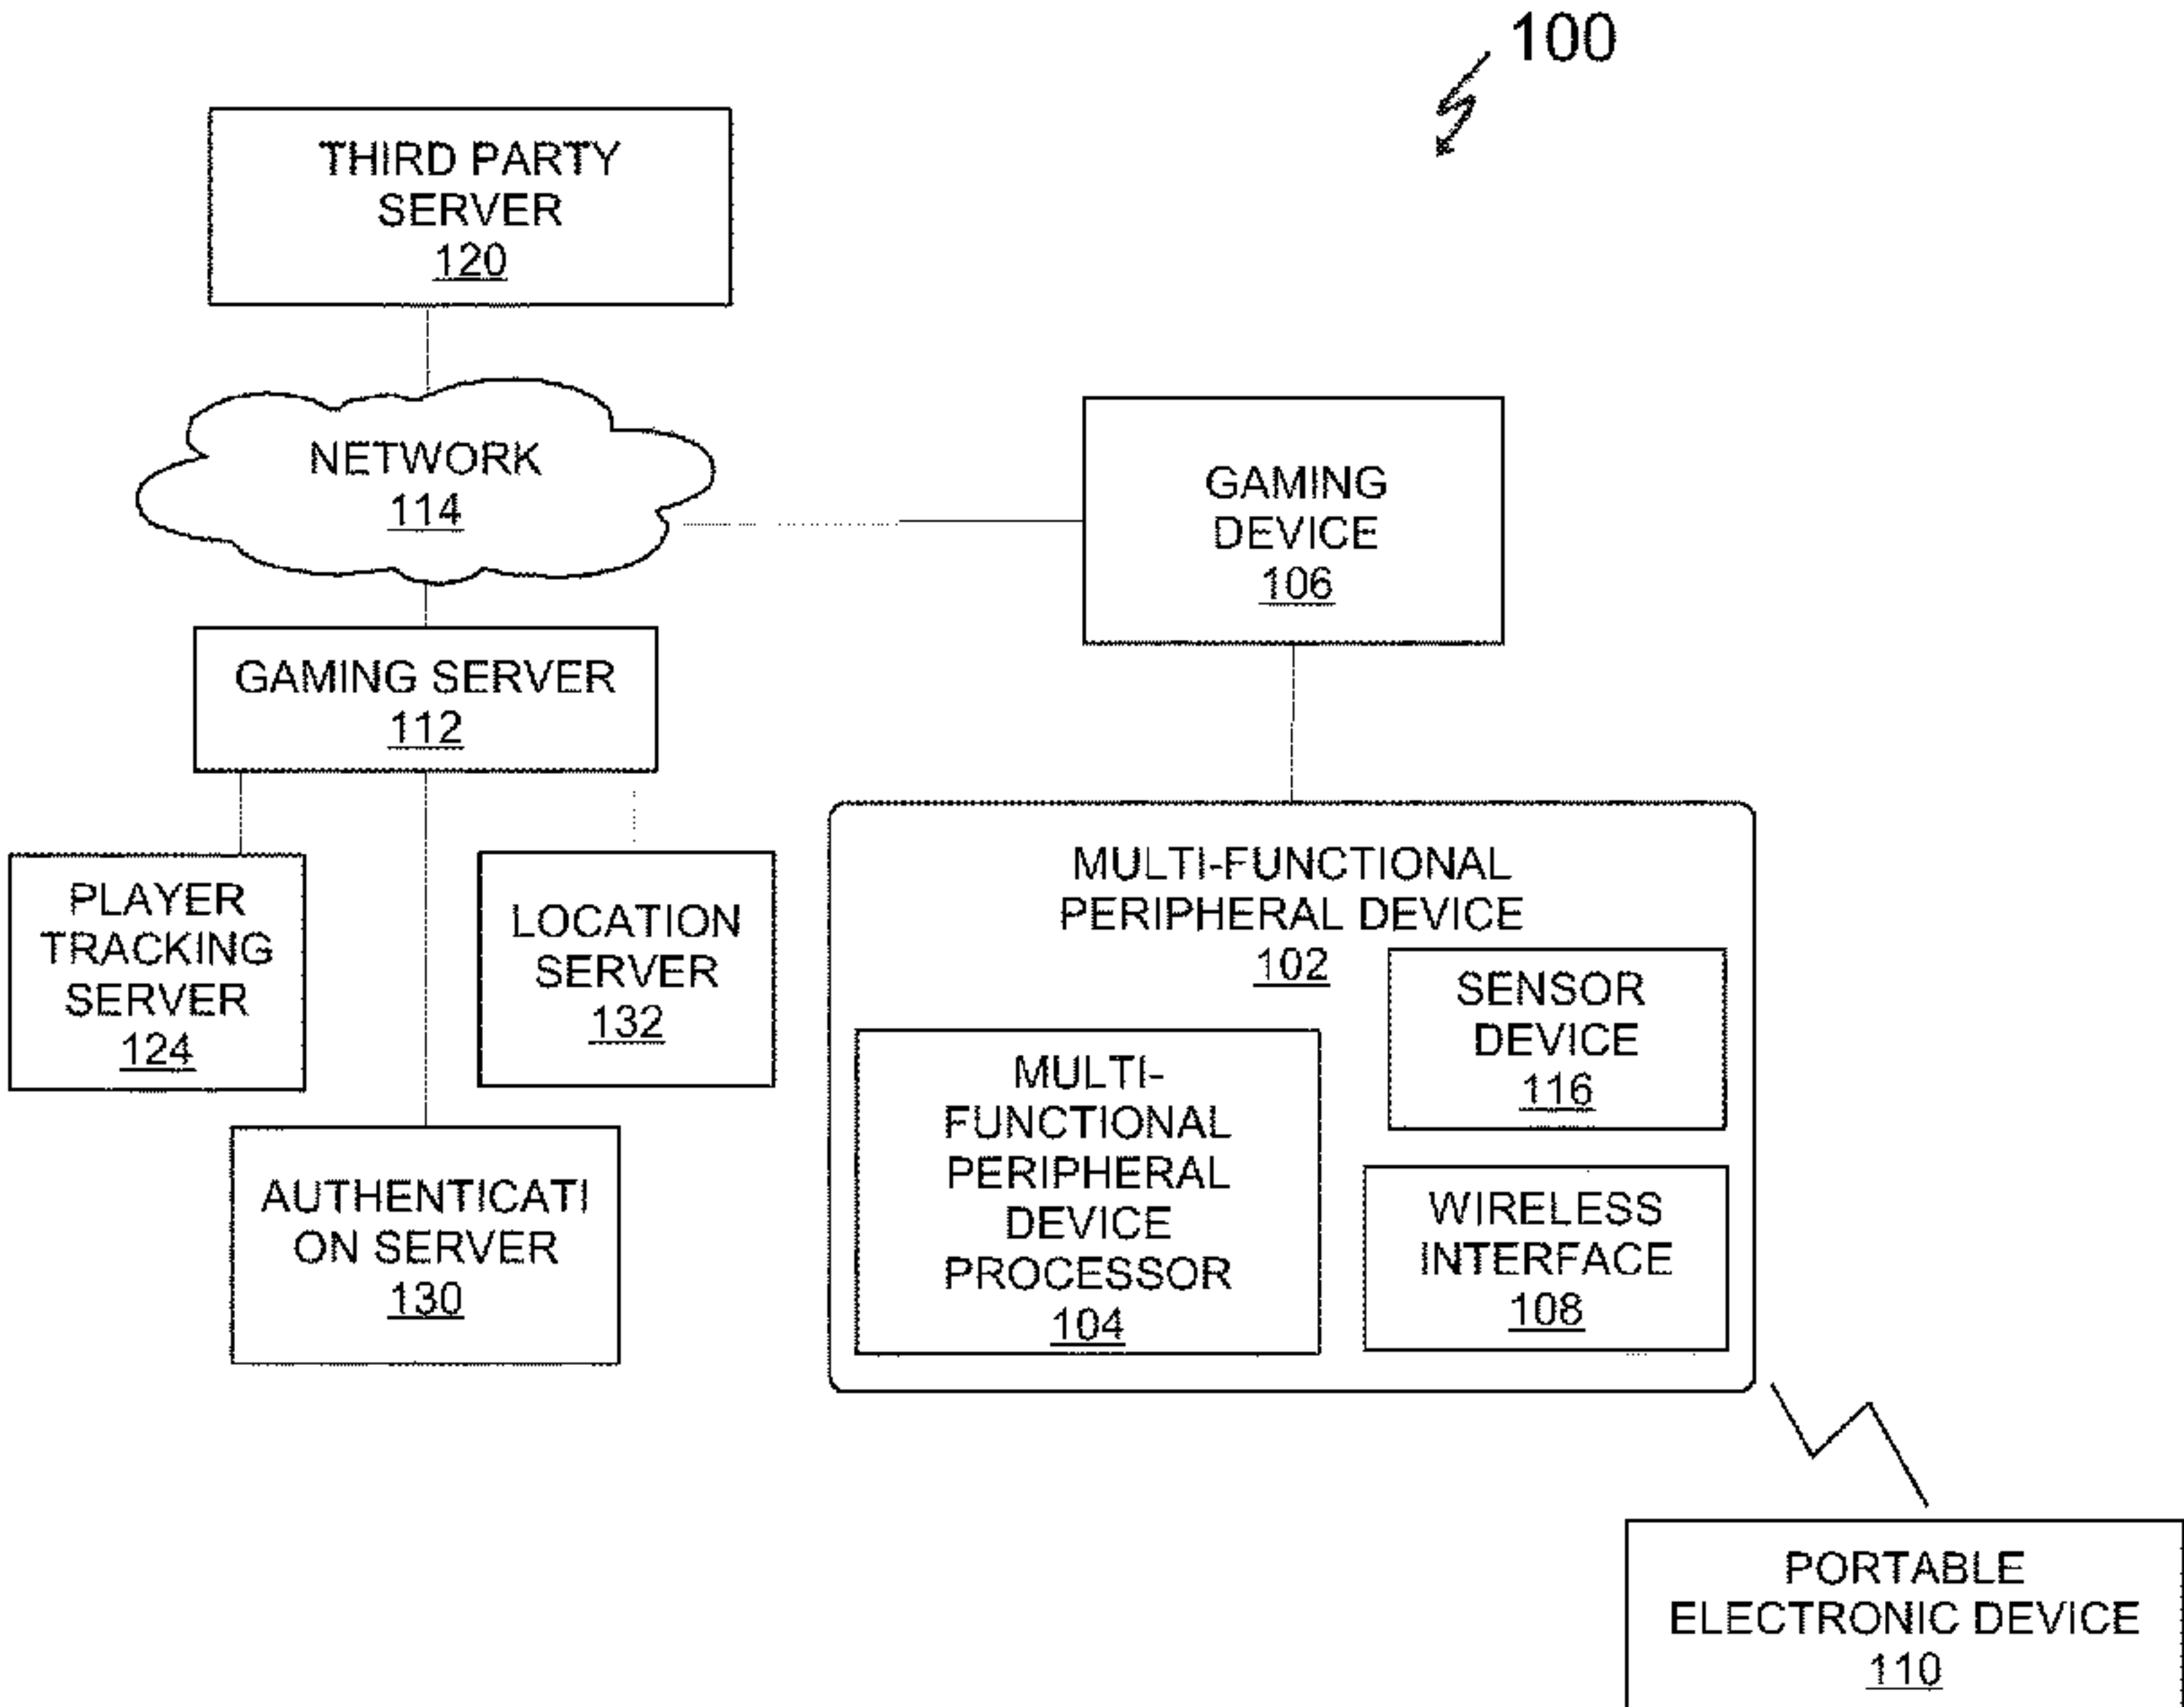 100
THIRD PARTY
SERVER
120
NETWORK
114
GAMING
DEVICE
106
GAMING SERVER
112
PLAYER
TRACKING
SERVER
124
LOCATION
SERVER
132
AUTHENTICATI
ON SERVER
130
MULTI-FUNCTIONAL
PERIPHERAL DEVICE
102
SENSOR
DEVICE
116
MULTI-
FUNCTIONAL
PERIPHERAL
DEVICE
PROCESSOR
104
WIRELESS
INTERFACE
108
PORTABLE
ELECTRONIC DEVICE
110